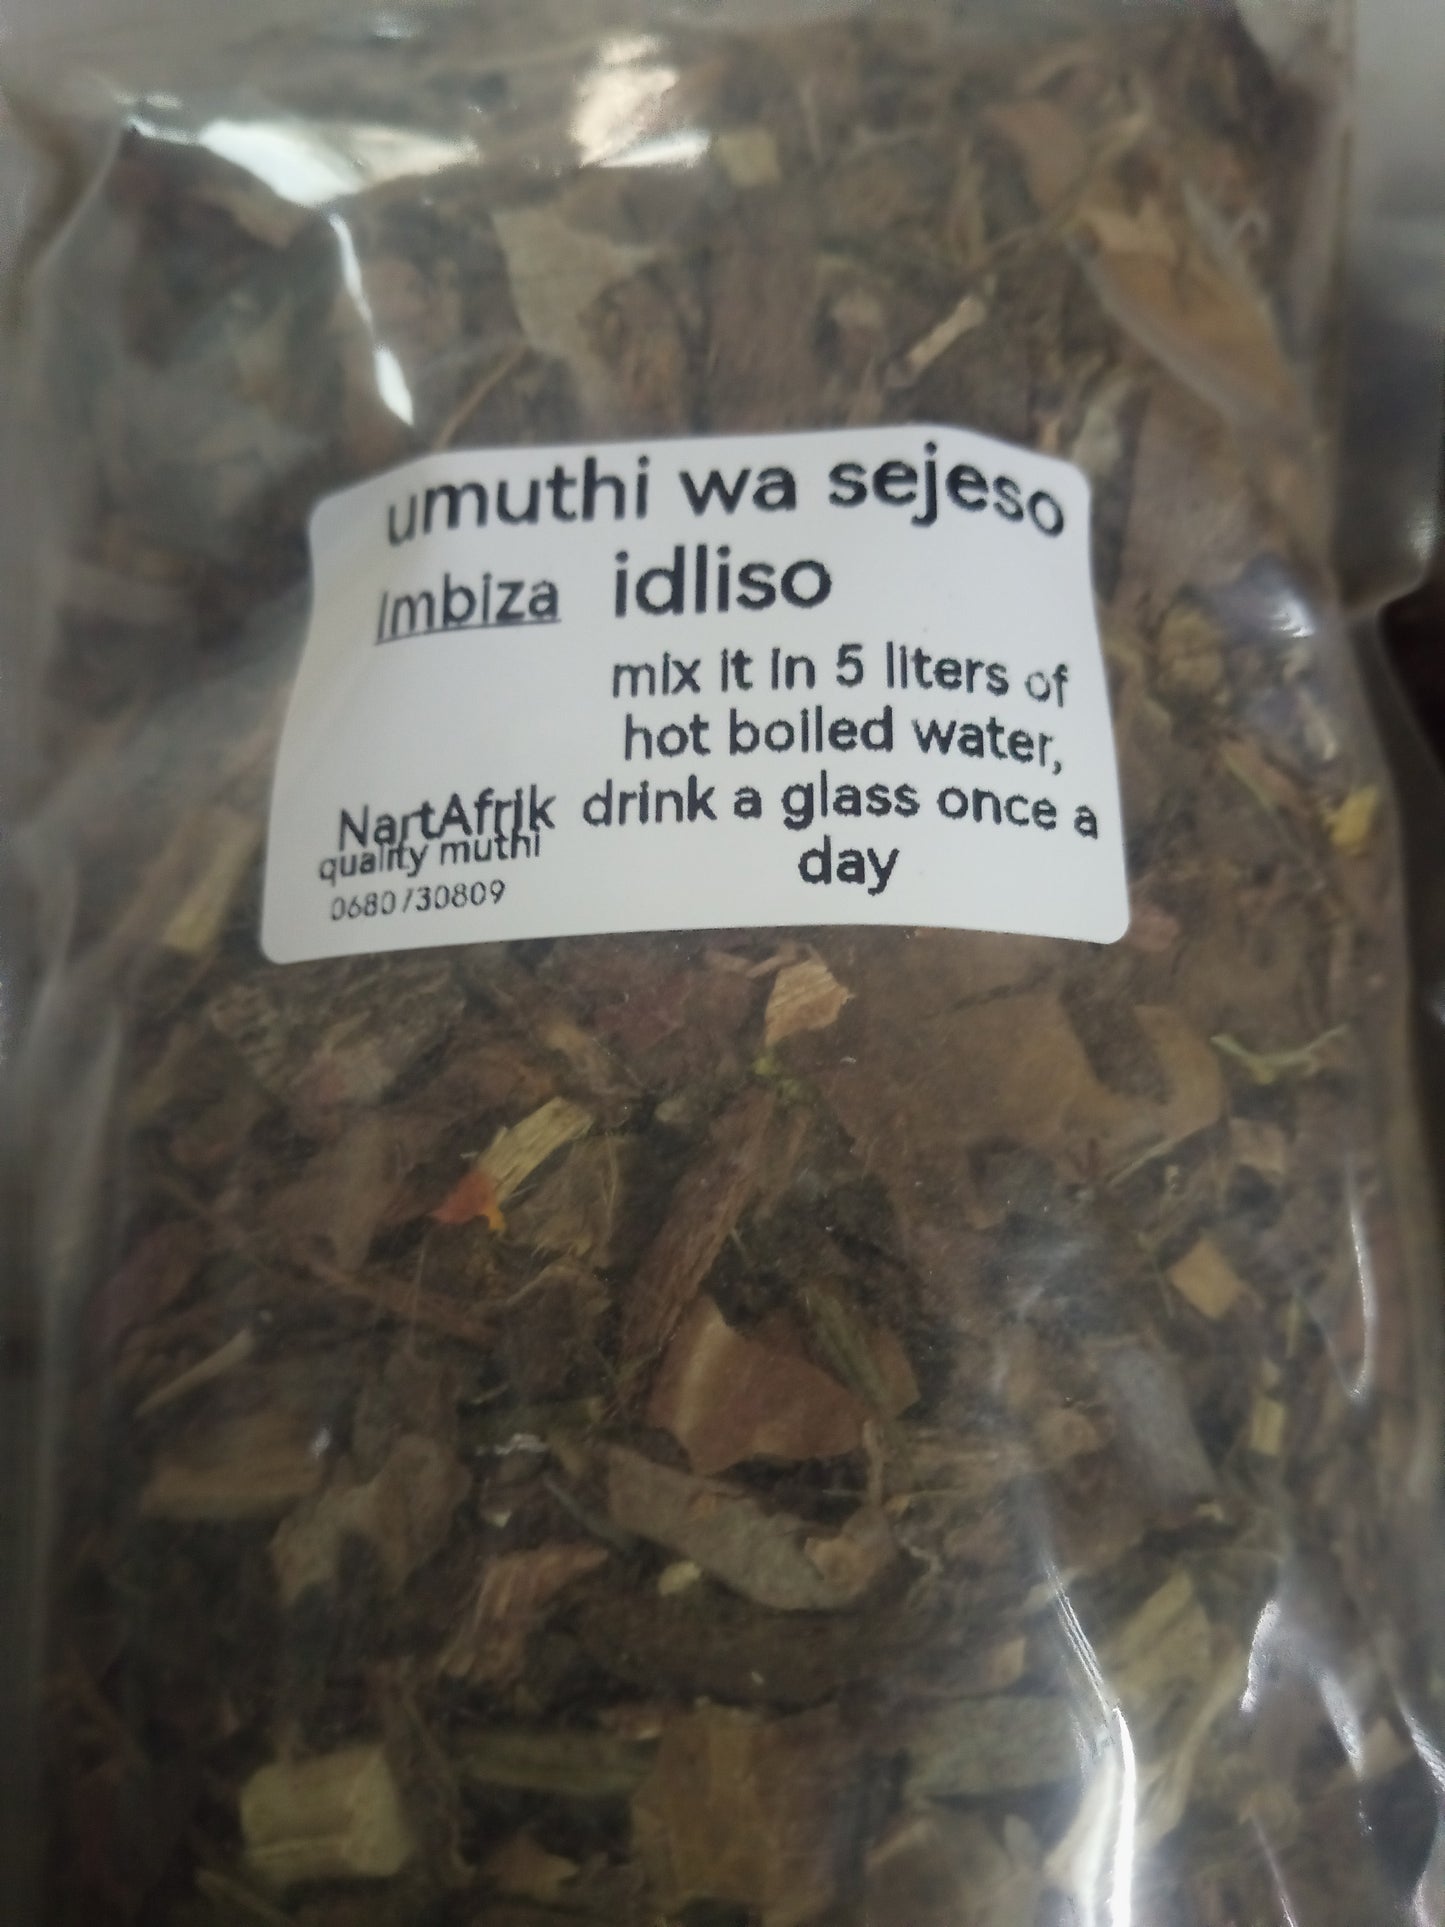 umuthi wa sejeso
Imbiza idliso
mix it in 5 liters of
hot boiled water,
drink a glass once a
day
NartAfrik
quality muthi
0680730809